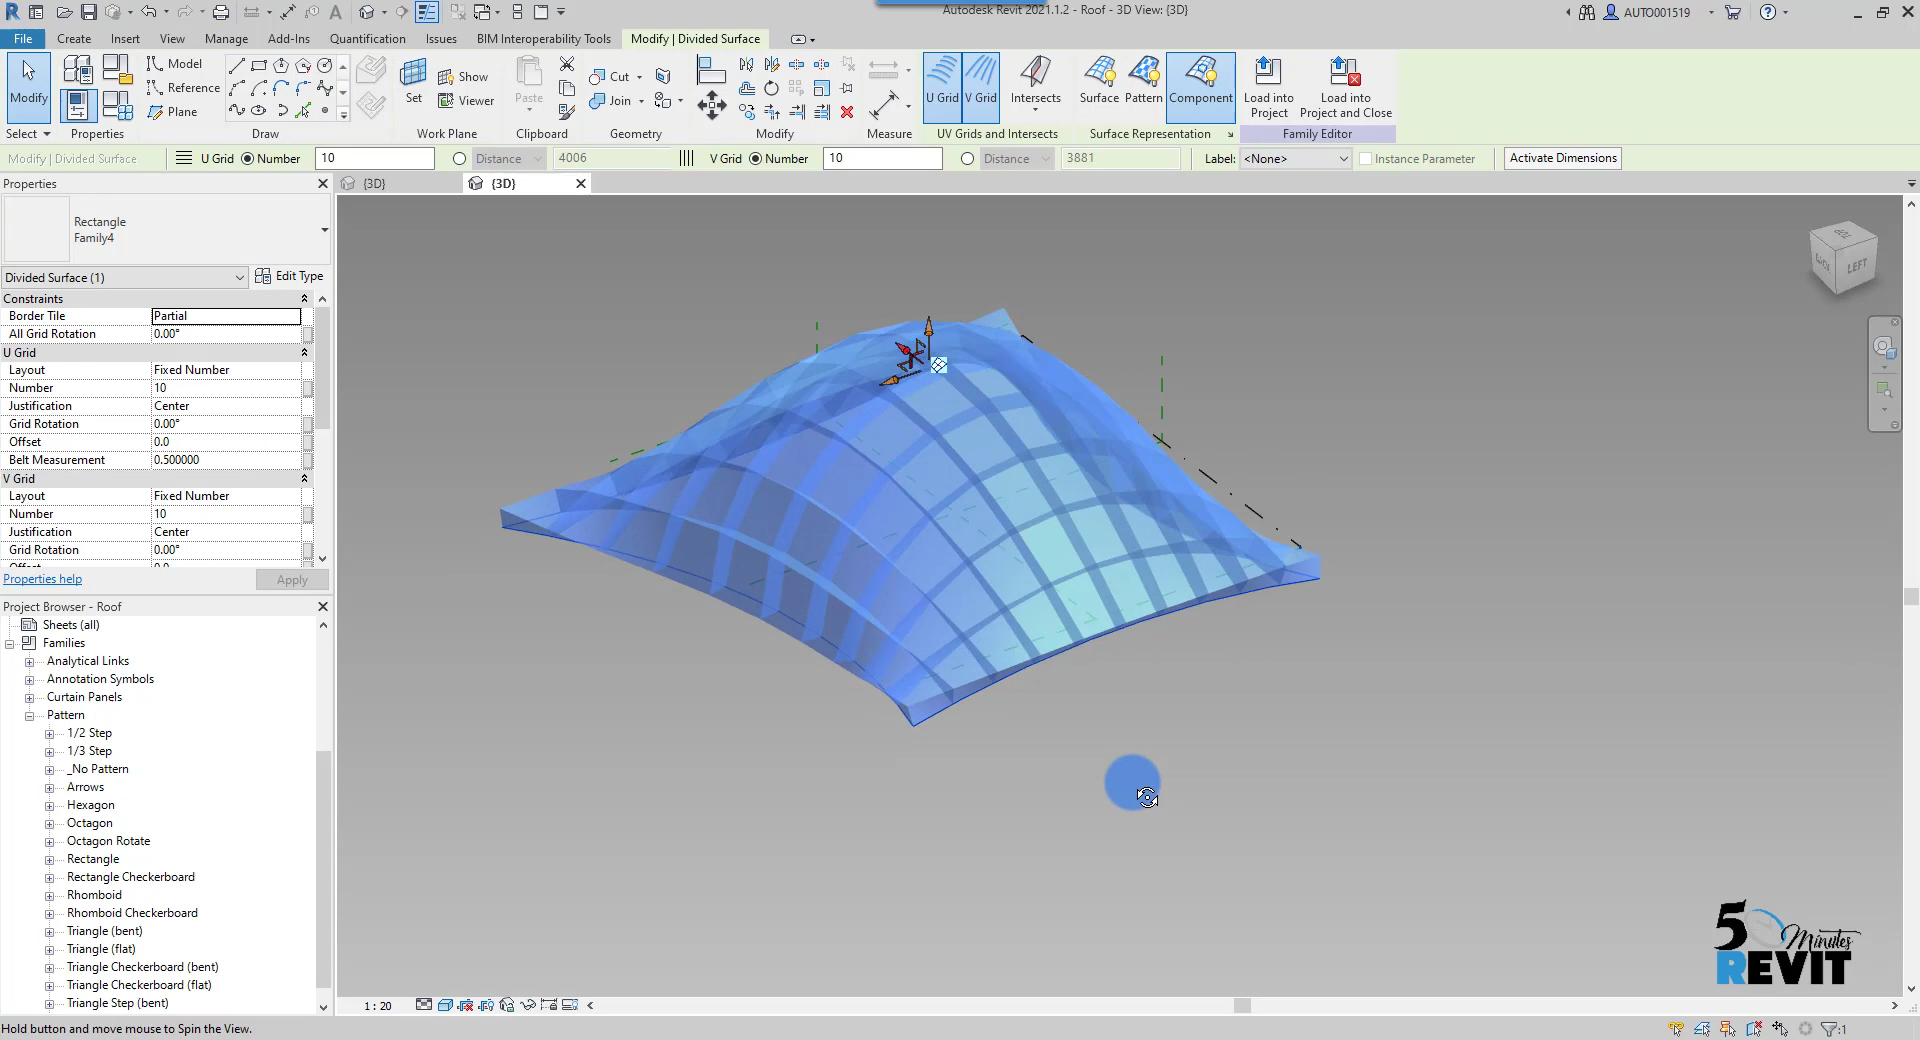 Autodesk Revit 2021.1.2 - Roof - 3D View: {3D}
AUTO001519
File Create Insert View Manage Add-Ins Quantification Issues BIM Interoperability Tools Modify | Divided Surface
Modify
Select
Properties
Model
Reference
Plane
Draw
Set
Show
Viewer
Work Plane
Paste
Clipboard
Cut
Join
Geometry
Modify
Measure
U Grid V Grid Intersects
UV Grids and Intersects
Surface Pattern Component
Surface Representation
Load into Project
Load into Project and Close
Family Editor
Modify | Divided Surface U Grid Number 10 Distance 4006 V Grid Number 10 Distance 3881 Label: <None> Instance Parameter Activate Dimensions
Properties
{3D}
{3D}
Rectangle
Family4
Divided Surface (1) Edit Type
Constraints
Border Tile Partial
All Grid Rotation 0.00°
U Grid
Layout Fixed Number
Number 10
Justification Center
Grid Rotation 0.00°
Offset 0.0
Belt Measurement 0.500000
V Grid
Layout Fixed Number
Number 10
Justification Center
Grid Rotation 0.00°
Properties help Apply
Project Browser - Roof
Sheets (all)
Families
Analytical Links
Annotation Symbols
Curtain Panels
Pattern
1/2 Step
1/3 Step
_No Pattern
Arrows
Hexagon
Octagon
Octagon Rotate
Rectangle
Rectangle Checkerboard
Rhomboid
Rhomboid Checkerboard
Triangle (bent)
Triangle (flat)
Triangle Checkerboard (bent)
Triangle Checkerboard (flat)
Triangle Step (bent)
TOP
LEFT
1 : 20
50 Minutes
REVIT
Hold button and move mouse to Spin the View.
:1